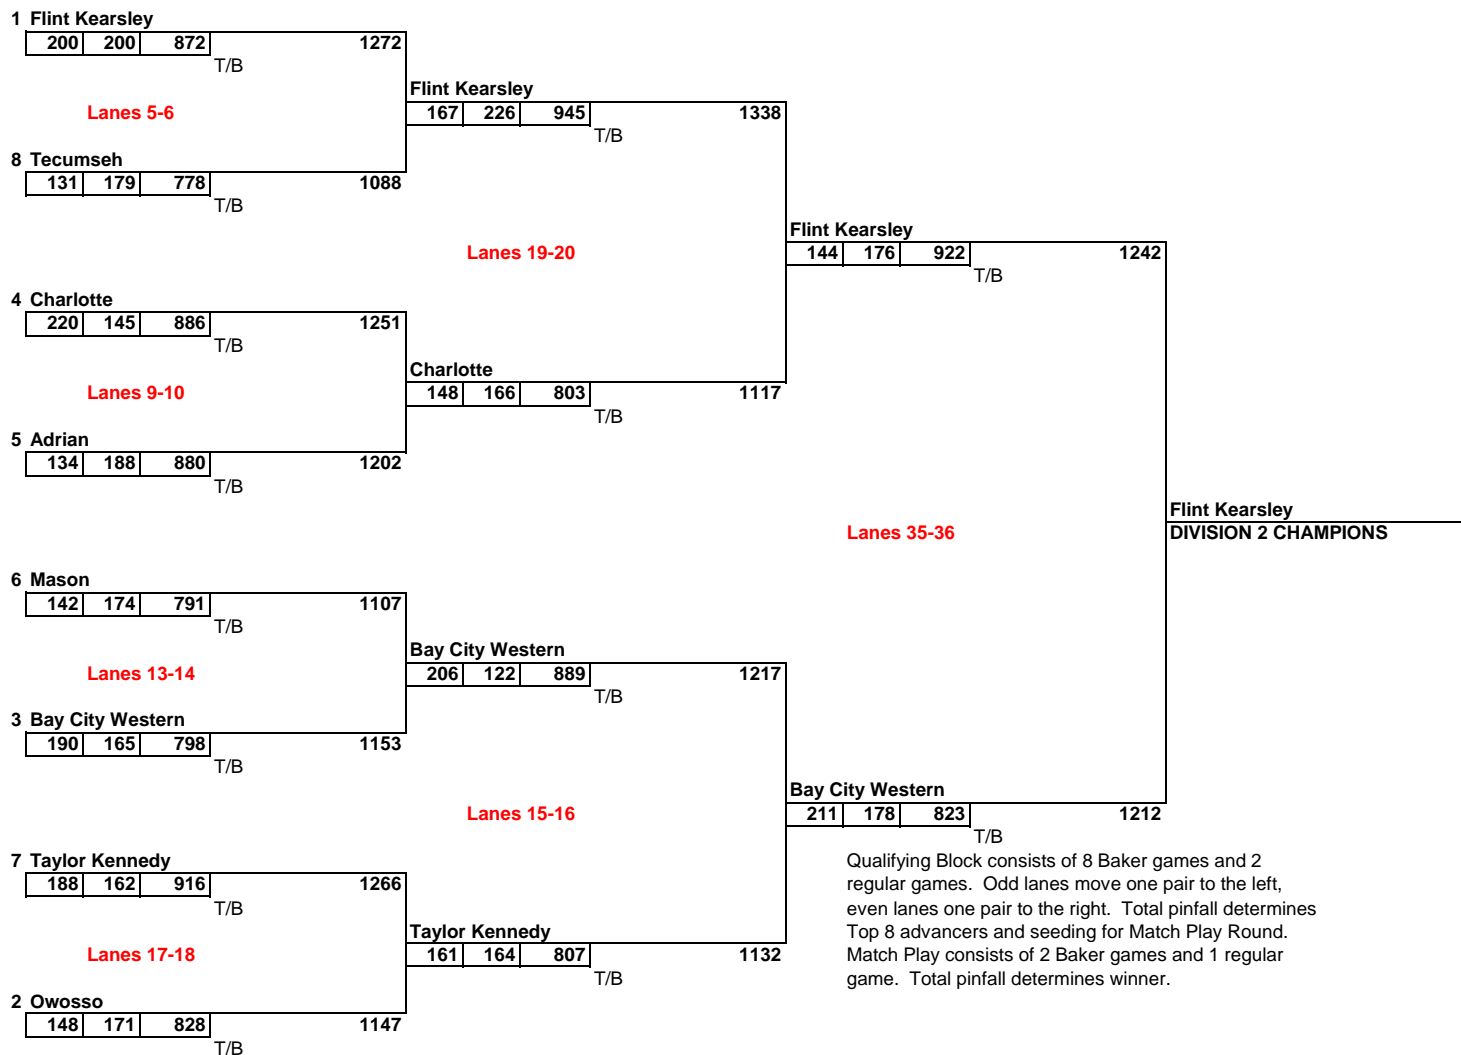 1 Flint Kearsley
200 200 872 1272
T/B
Lanes 5-6
8 Tecumseh
131 179 778 1088
T/B
Flint Kearsley
167 226 945 1338
T/B
Lanes 19-20
4 Charlotte
220 145 886 1251
T/B
Lanes 9-10
5 Adrian
134 188 880 1202
T/B
Charlotte
148 166 803 1117
T/B
Flint Kearsley
144 176 922 1242
T/B
Lanes 35-36
Flint Kearsley
DIVISION 2 CHAMPIONS
6 Mason
142 174 791 1107
T/B
Lanes 13-14
3 Bay City Western
190 165 798 1153
T/B
Bay City Western
206 122 889 1217
T/B
Lanes 15-16
7 Taylor Kennedy
188 162 916 1266
T/B
Lanes 17-18
2 Owosso
148 171 828 1147
T/B
Taylor Kennedy
161 164 807 1132
T/B
Bay City Western
211 178 823 1212
T/B
Qualifying Block consists of 8 Baker games and 2
regular games. Odd lanes move one pair to the left,
even lanes one pair to the right. Total pinfall determines
Top 8 advancers and seeding for Match Play Round.
Match Play consists of 2 Baker games and 1 regular
game. Total pinfall determines winner.